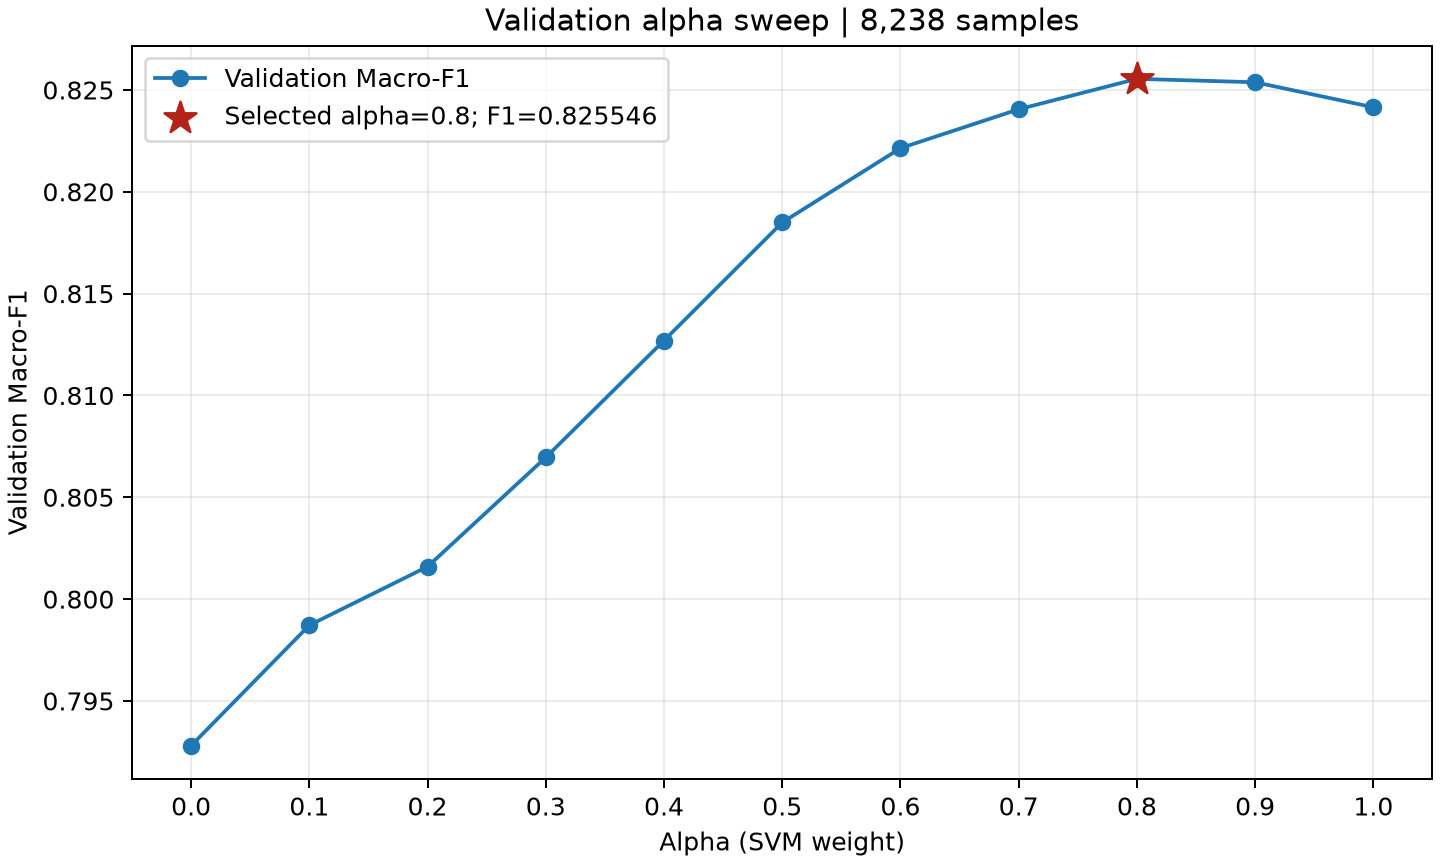 Validation alpha sweep | 8,238 samples
Validation Macro-F1
Selected alpha=0.8; F1=0.825546
Validation Macro-F1
0.825
0.820
0.815
0.810
0.805
0.800
0.795
0.0 0.1 0.2 0.3 0.4 0.5 0.6 0.7 0.8 0.9 1.0
Alpha (SVM weight)